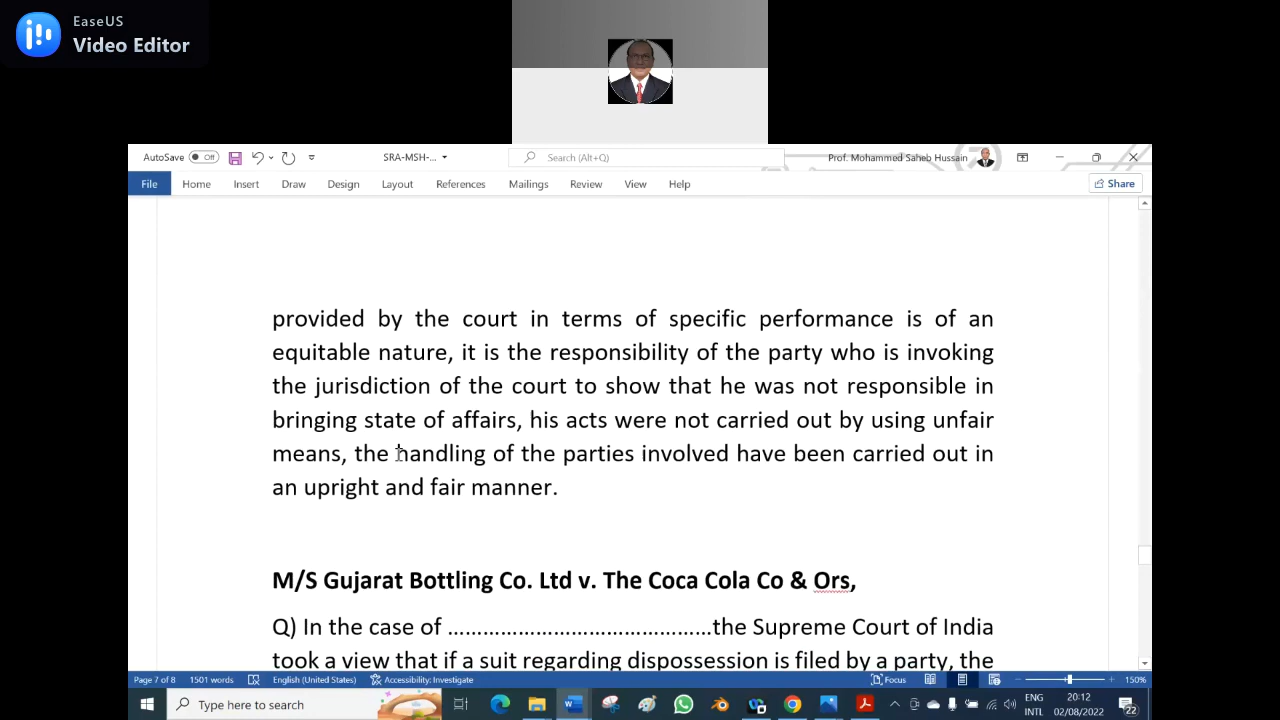 EaseUS
Video Editor
AutoSave Off SRA-MSH-... Search (Alt+Q) Prof. Mohammed Saheb Hussain
File Home Insert Draw Design Layout References Mailings Review View Help Share
provided by the court in terms of specific performance is of an
equitable nature, it is the responsibility of the party who is invoking
the jurisdiction of the court to show that he was not responsible in
bringing state of affairs, his acts were not carried out by using unfair
means, the handling of the parties involved have been carried out in
an upright and fair manner.
M/S Gujarat Bottling Co. Ltd v. The Coca Cola Co & Ors,
Q) In the case of ………………………………………the Supreme Court of India
took a view that if a suit regarding dispossession is filed by a party, the
Page 7 of 8 1501 words English (United States) Accessibility: Investigate Focus 150%
Type here to search ENG 20:12
INTL 02/08/2022 22